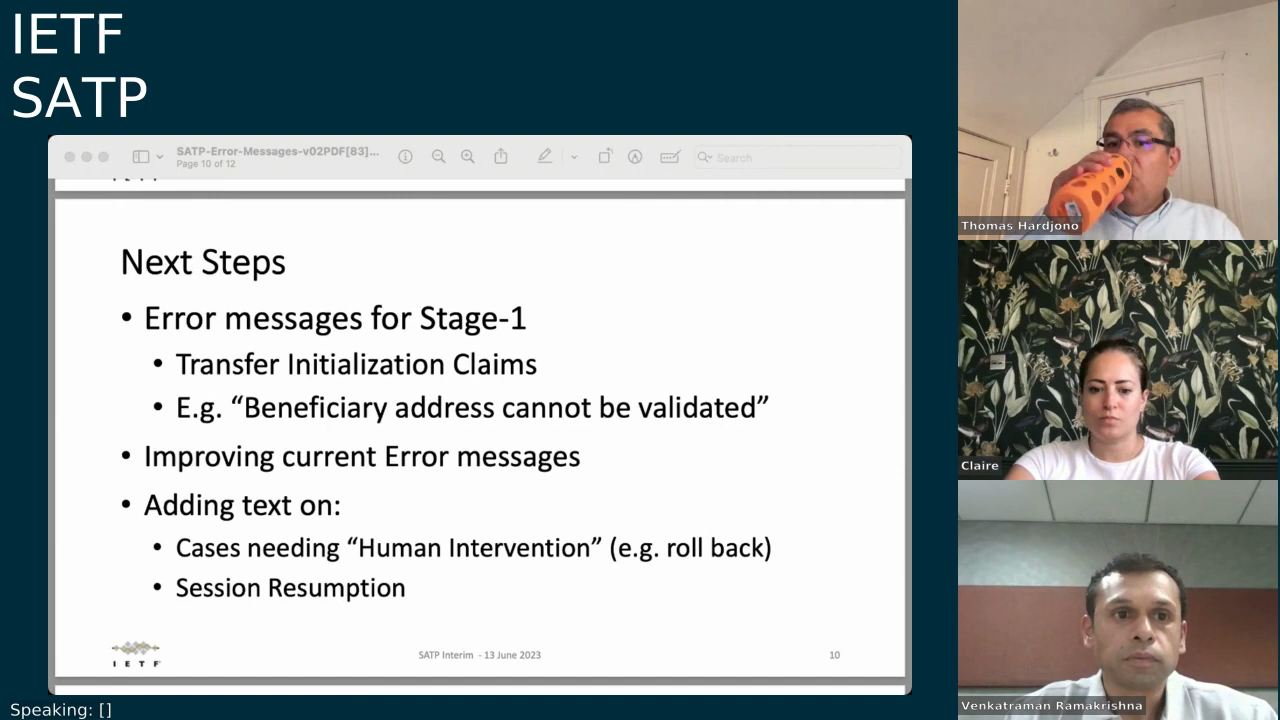 IETF
SATP
SATP-Error-Messages-v02PDF[83]...
Page 10 of 12
Search
Next Steps
• Error messages for Stage-1
• Transfer Initialization Claims
• E.g. “Beneficiary address cannot be validated”
• Improving current Error messages
• Adding text on:
• Cases needing “Human Intervention” (e.g. roll back)
• Session Resumption
I E T F
SATP Interim - 13 June 2023
10
Thomas Hardjono
Claire
Venkatraman Ramakrishna
Speaking: []